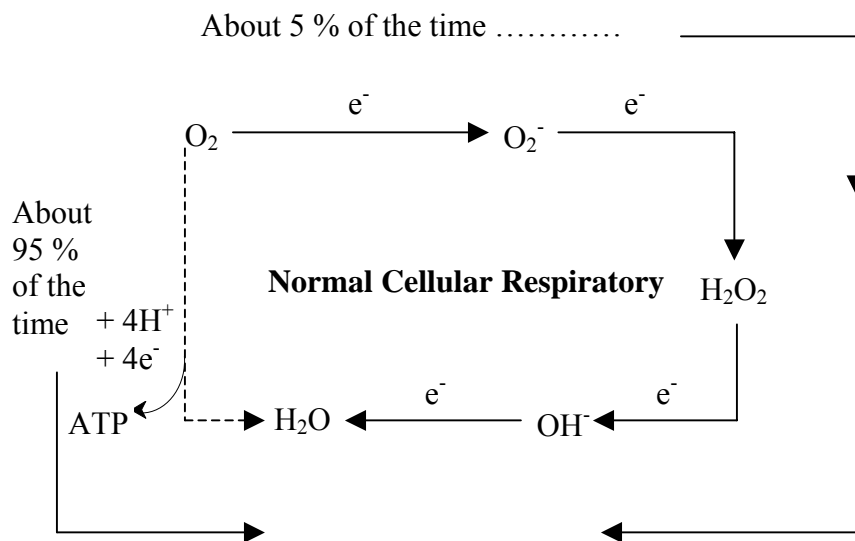 About 5 % of the time …………
e⁻ e⁻
O₂ O₂⁻
About
95 %
of the
time
Normal Cellular Respiratory
H₂O₂
+ 4H⁺
+ 4e⁻
e⁻ e⁻
ATP H₂O OH⁻